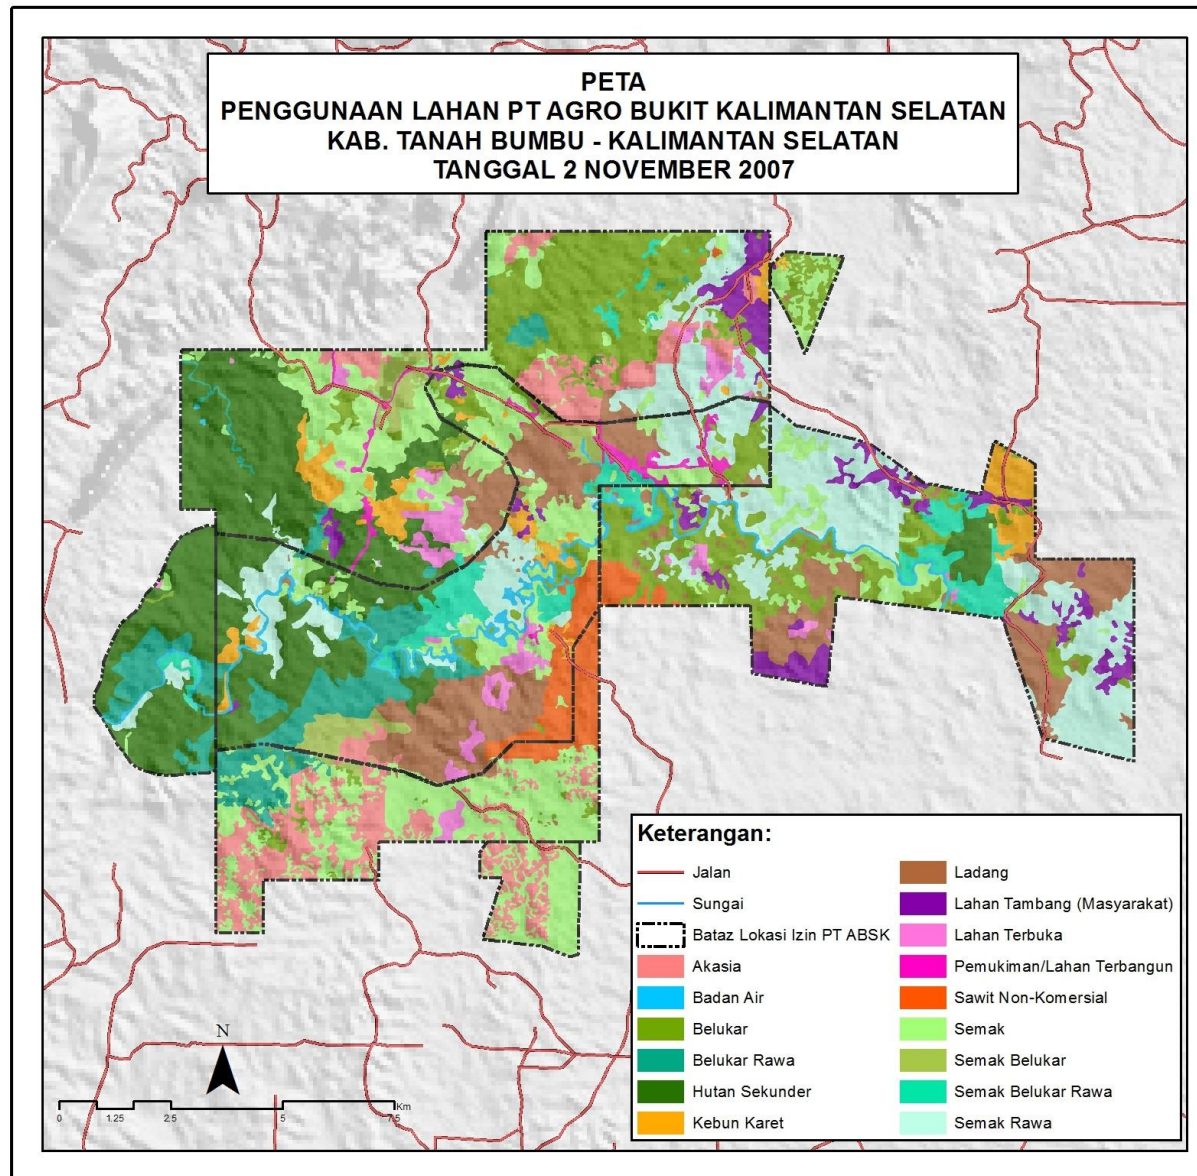 PETA
PENGGUNAAN LAHAN PT AGRO BUKIT KALIMANTAN SELATAN
KAB. TANAH BUMBU - KALIMANTAN SELATAN
TANGGAL 2 NOVEMBER 2007
Keterangan:
Jalan
Sungai
Bataz Lokasi Izin PT ABSK
Akasia
Badan Air
Belukar
Belukar Rawa
Hutan Sekunder
Kebun Karet
Ladang
Lahan Tambang (Masyarakat)
Lahan Terbuka
Pemukiman/Lahan Terbangun
Sawit Non-Komersial
Semak
Semak Belukar
Semak Belukar Rawa
Semak Rawa
N
Km
0 1.25 2.5 5 7.5